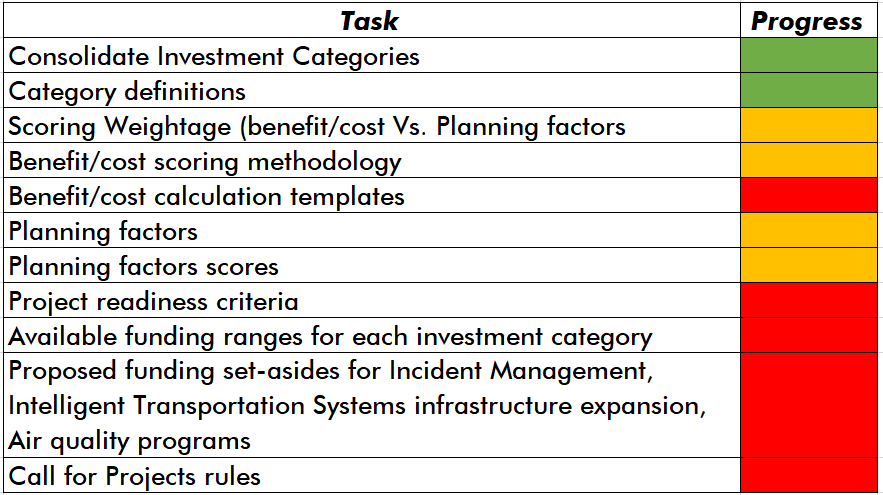 Task Progress
Consolidate Investment Categories
Category definitions
Scoring Weightage (benefit/cost Vs. Planning factors
Benefit/cost scoring methodology
Benefit/cost calculation templates
Planning factors
Planning factors scores
Project readiness criteria
Available funding ranges for each investment category
Proposed funding set-asides for Incident Management,
Intelligent Transportation Systems infrastructure expansion,
Air quality programs
Call for Projects rules